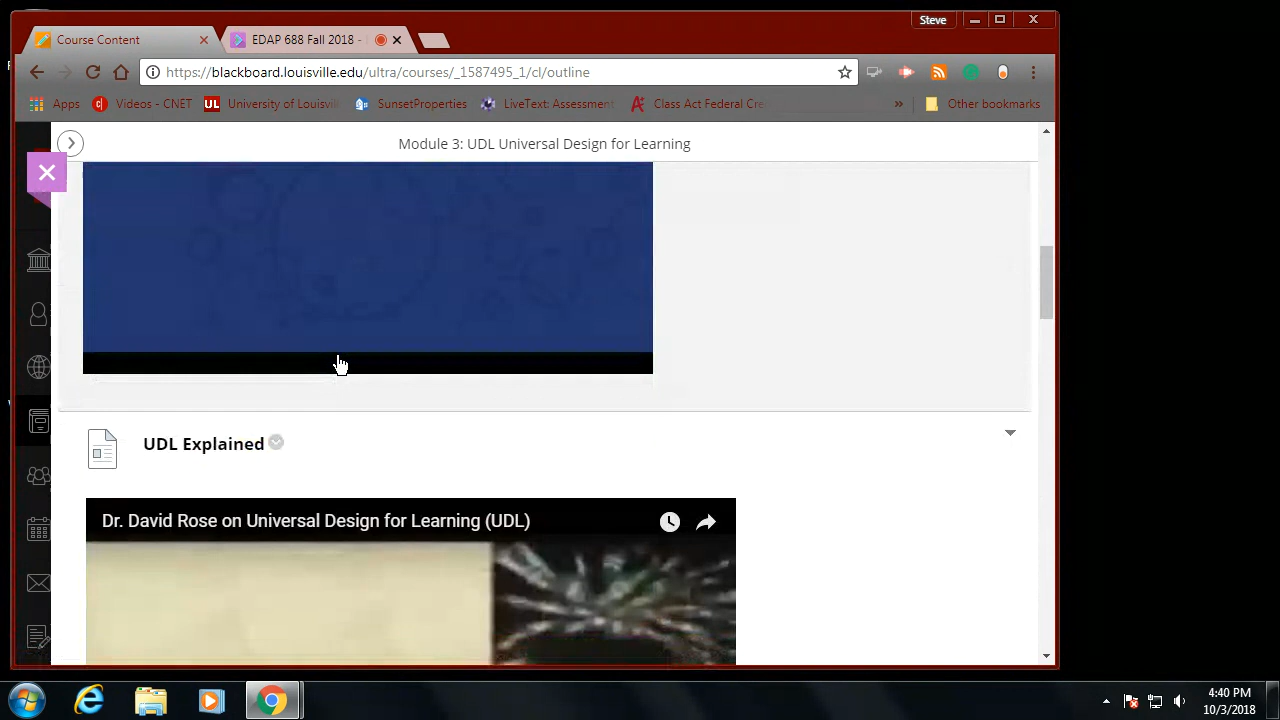 Steve
Course Content
EDAP 688 Fall 2018 -
https://blackboard.louisville.edu/ultra/courses/_1587495_1/cl/outline
Apps
Videos - CNET
UL
University of Louisvi
SunsetProperties
LiveText: Assessment
Class Act Federal Cre
»
Other bookmarks
Module 3: UDL Universal Design for Learning
UDL Explained
Dr. David Rose on Universal Design for Learning (UDL)
4:40 PM
10/3/2018